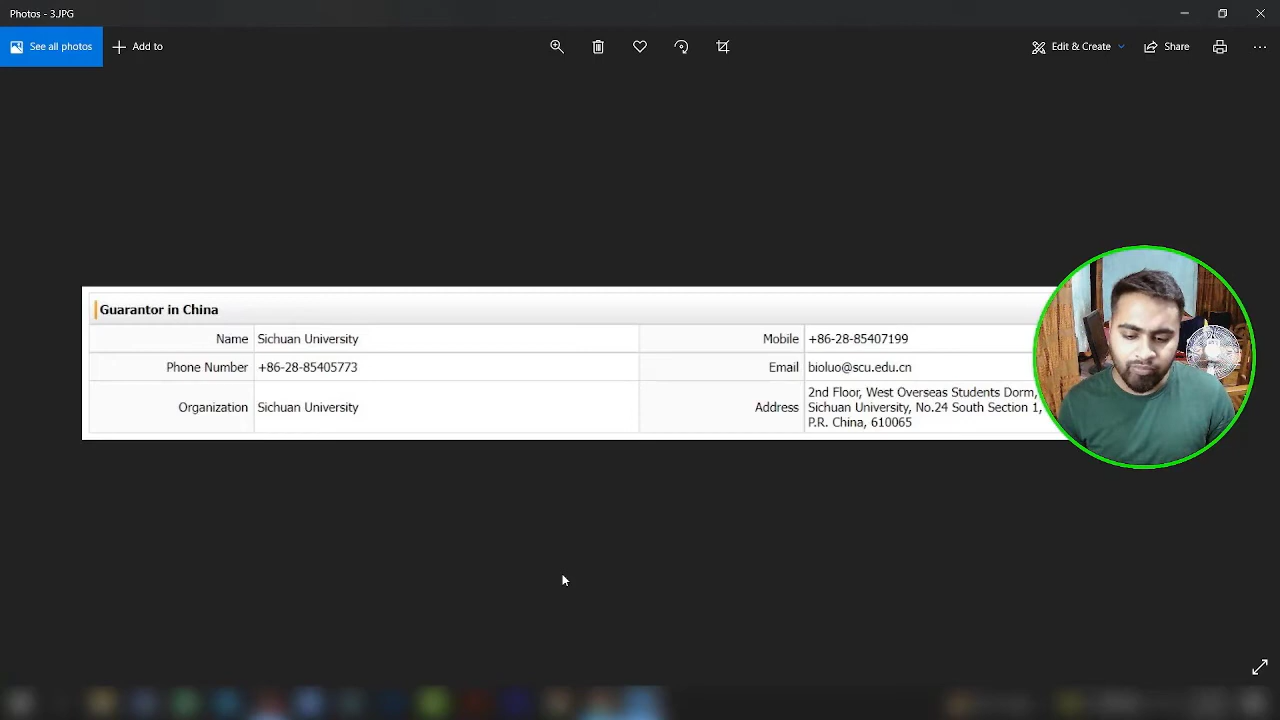 Photos - 3.JPG
See all photos
Add to
Edit & Create
Share
Guarantor in China
Name Sichuan University Mobile +86-28-85407199
Phone Number +86-28-85405773 Email bioluo@scu.edu.cn
Organization Sichuan University Address 2nd Floor, West Overseas Students Dorm,
Sichuan University, No.24 South Section 1,
P.R. China, 610065